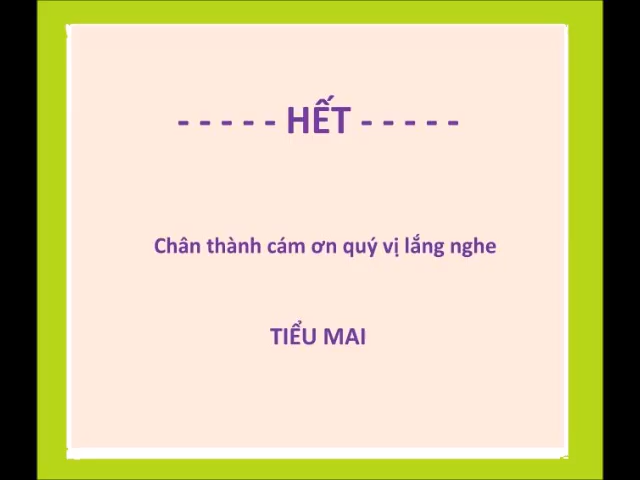 - - - - - HẾT - - - - -
Chân thành cám ơn quý vị lắng nghe
TIỂU MAI